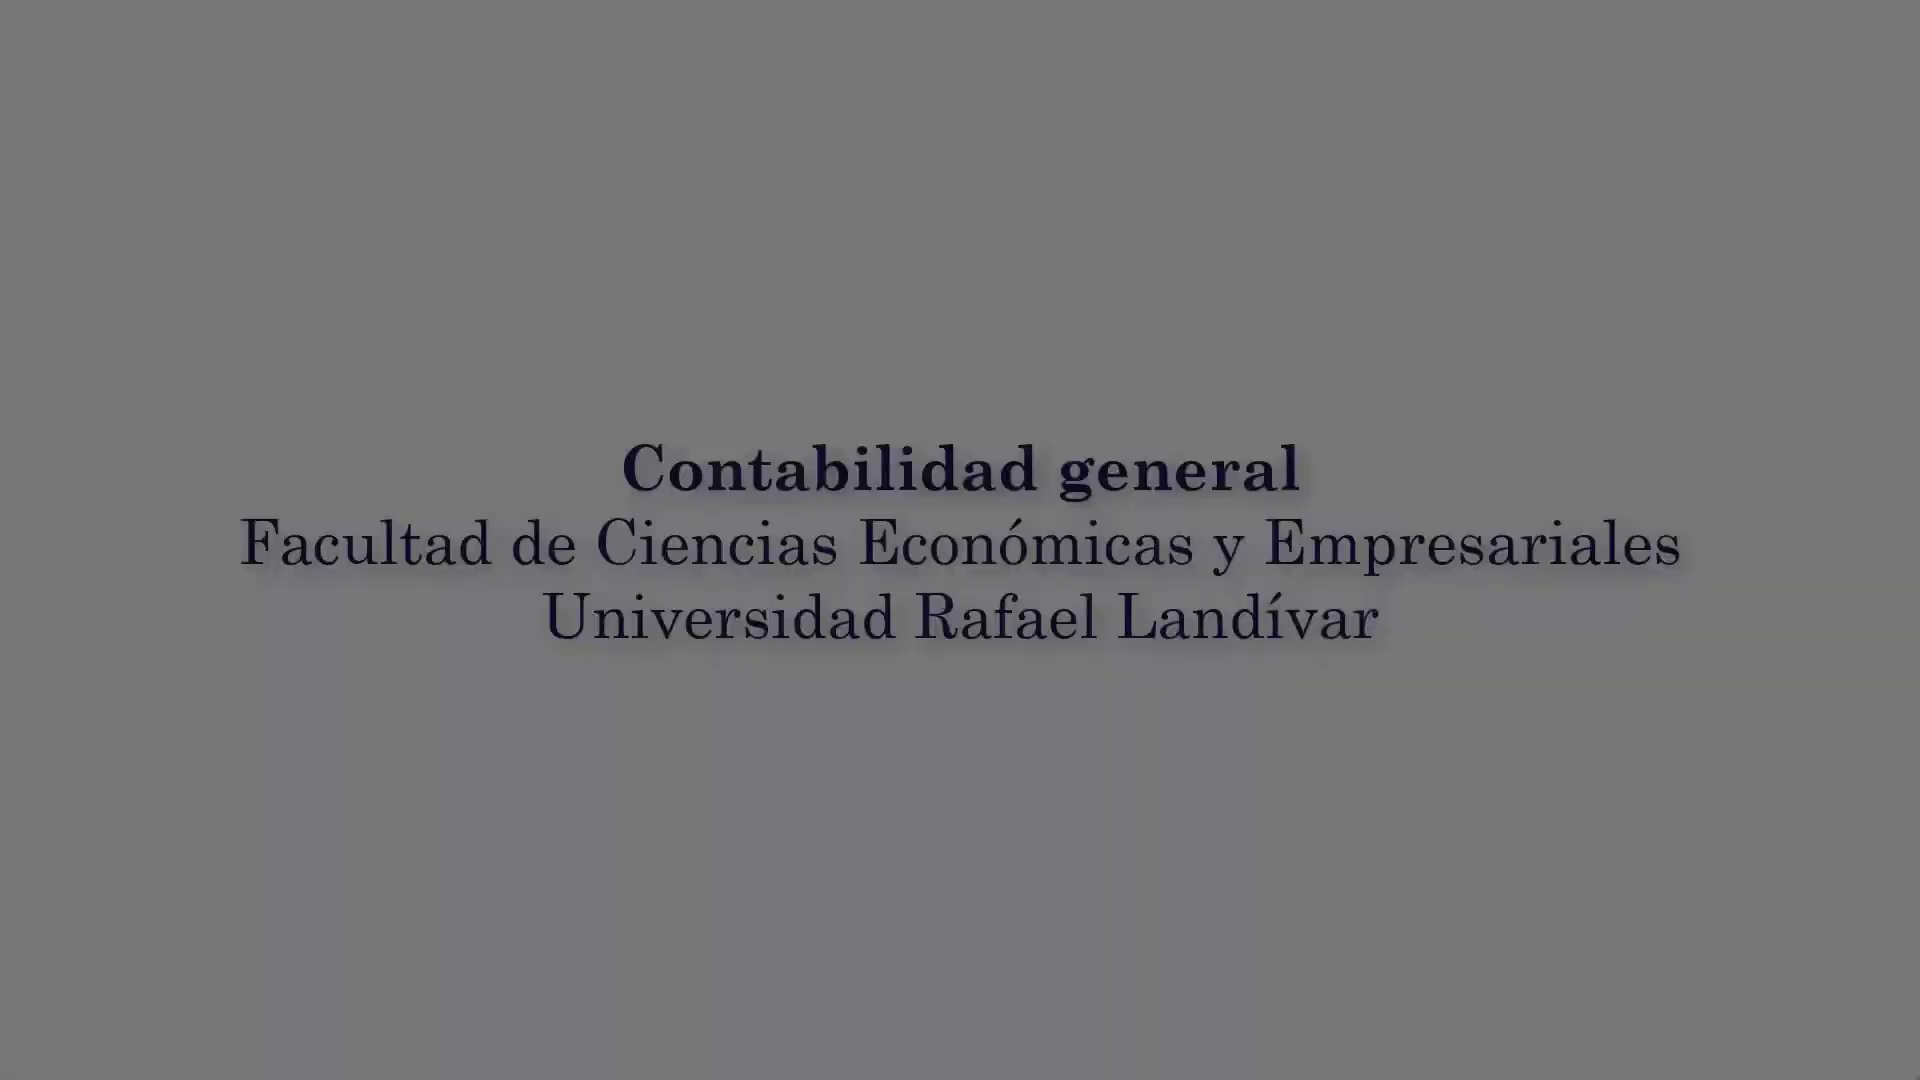 Contabilidad general
Facultad de Ciencias Económicas y Empresariales
Universidad Rafael Landívar